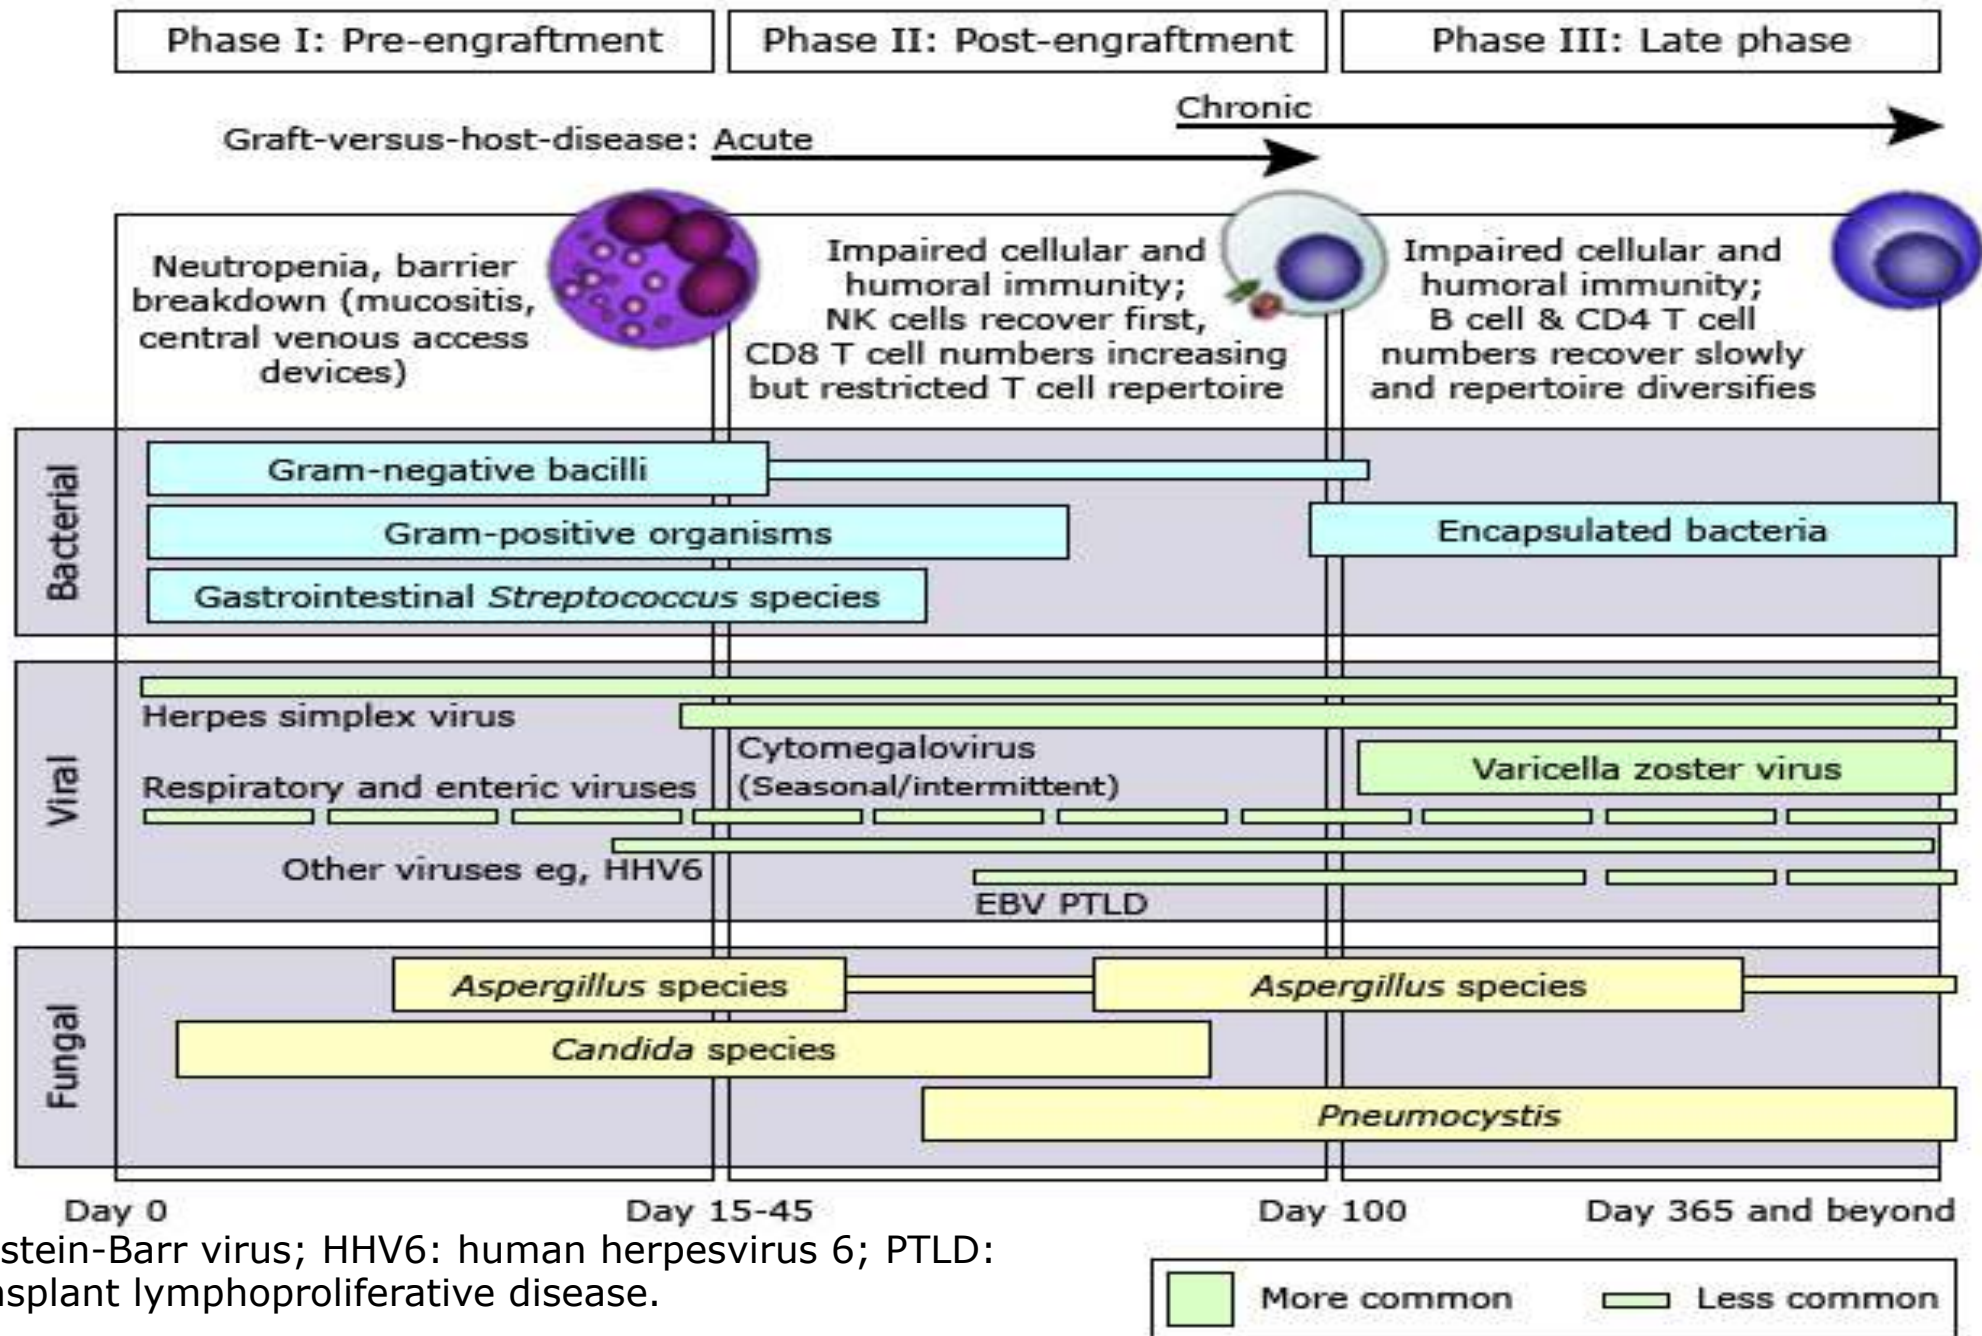 Phase I: Pre-engraftment
Phase II: Post-engraftment
Phase III: Late phase
Chronic
Graft-versus-host-disease: Acute
Neutropenia, barrier
breakdown (mucositis,
central venous access
devices)
Impaired cellular and
humoral immunity;
NK cells recover first,
CD8 T cell numbers increasing
but restricted T cell repertoire
Impaired cellular and
humoral immunity;
B cell & CD4 T cell
numbers recover slowly
and repertoire diversifies
Bacterial
Gram-negative bacilli
Gram-positive organisms
Encapsulated bacteria
Gastrointestinal Streptococcus species
Viral
Herpes simplex virus
Cytomegalovirus
(Seasonal/intermittent)
Varicella zoster virus
Respiratory and enteric viruses
Other viruses eg, HHV6
EBV PTLD
Fungal
Aspergillus species
Aspergillus species
Candida species
Pneumocystis
Day 0
Day 15-45
Day 100
Day 365 and beyond
stein-Barr virus; HHV6: human herpesvirus 6; PTLD:
nsplant lymphoproliferative disease.
More common
Less common